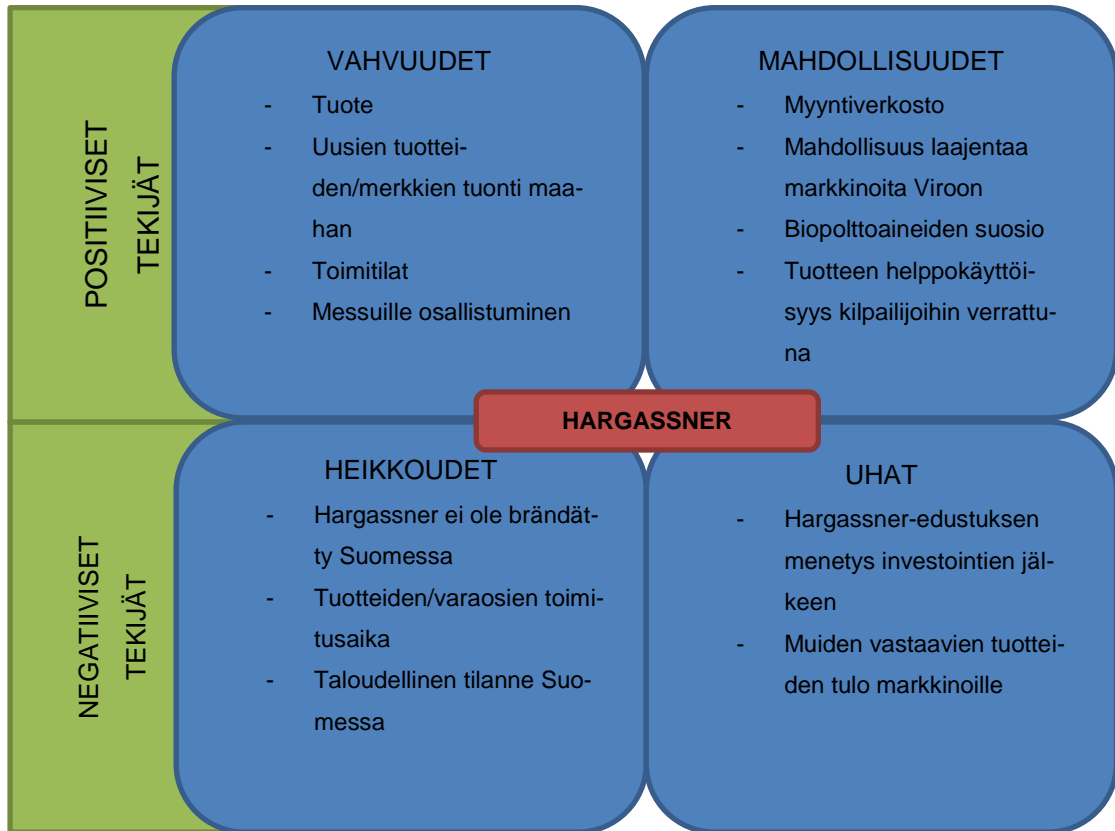 POSITIIVISET
TEKIJÄT
VAHVUUDET
- Tuote
- Uusien tuottei-
den/merkkien tuonti maa-
han
- Toimitilat
- Messuille osallistuminen
MAHDOLLISUUDET
- Myyntiverkosto
- Mahdollisuus laajentaa
markkinoita Viroon
- Biopolttoaineiden suosio
- Tuotteen helppokäyttöi-
syys kilpailijoihin verrattu-
na
HARGASSNER
NEGATIIVISET
TEKIJÄT
HEIKKOUDET
- Hargassner ei ole brändät-
ty Suomessa
- Tuotteiden/varaosien toimi-
tusaika
- Taloudellinen tilanne Suo-
messa
UHAT
- Hargassner-edustuksen
menetys investointien jäl-
keen
- Muiden vastaavien tuottei-
den tulo markkinoille